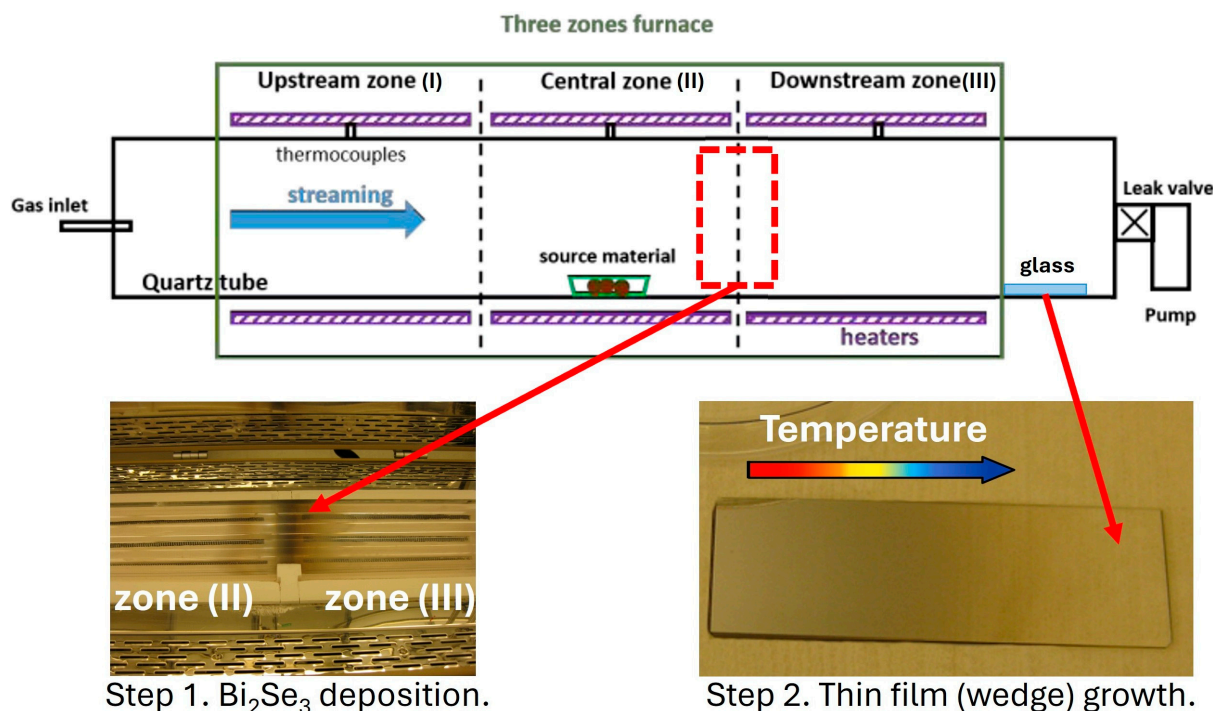 Three zones furnace
Upstream zone (I)
Central zone (II)
Downstream zone(III)
thermocouples
streaming
Gas inlet
Leak valve
source material
glass
Quartz tube
Pump
heaters
Temperature
zone (II)
zone (III)
Step 1. Bi₂Se₃ deposition.
Step 2. Thin film (wedge) growth.